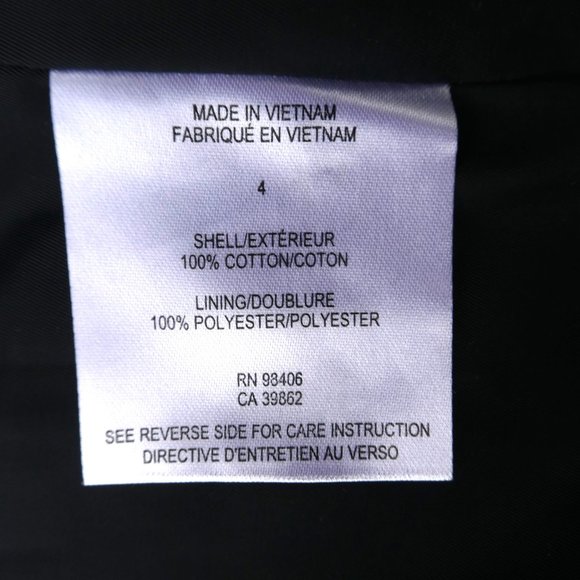 MADE IN VIETNAM
FABRIQUÉ EN VIETNAM
4
SHELL/EXTÉRIEUR
100% COTTON/COTON
LINING/DOUBLURE
100% POLYESTER/POLYESTER
RN 98406
CA 39862
SEE REVERSE SIDE FOR CARE INSTRUCTION
DIRECTIVE D'ENTRETIEN AU VERSO